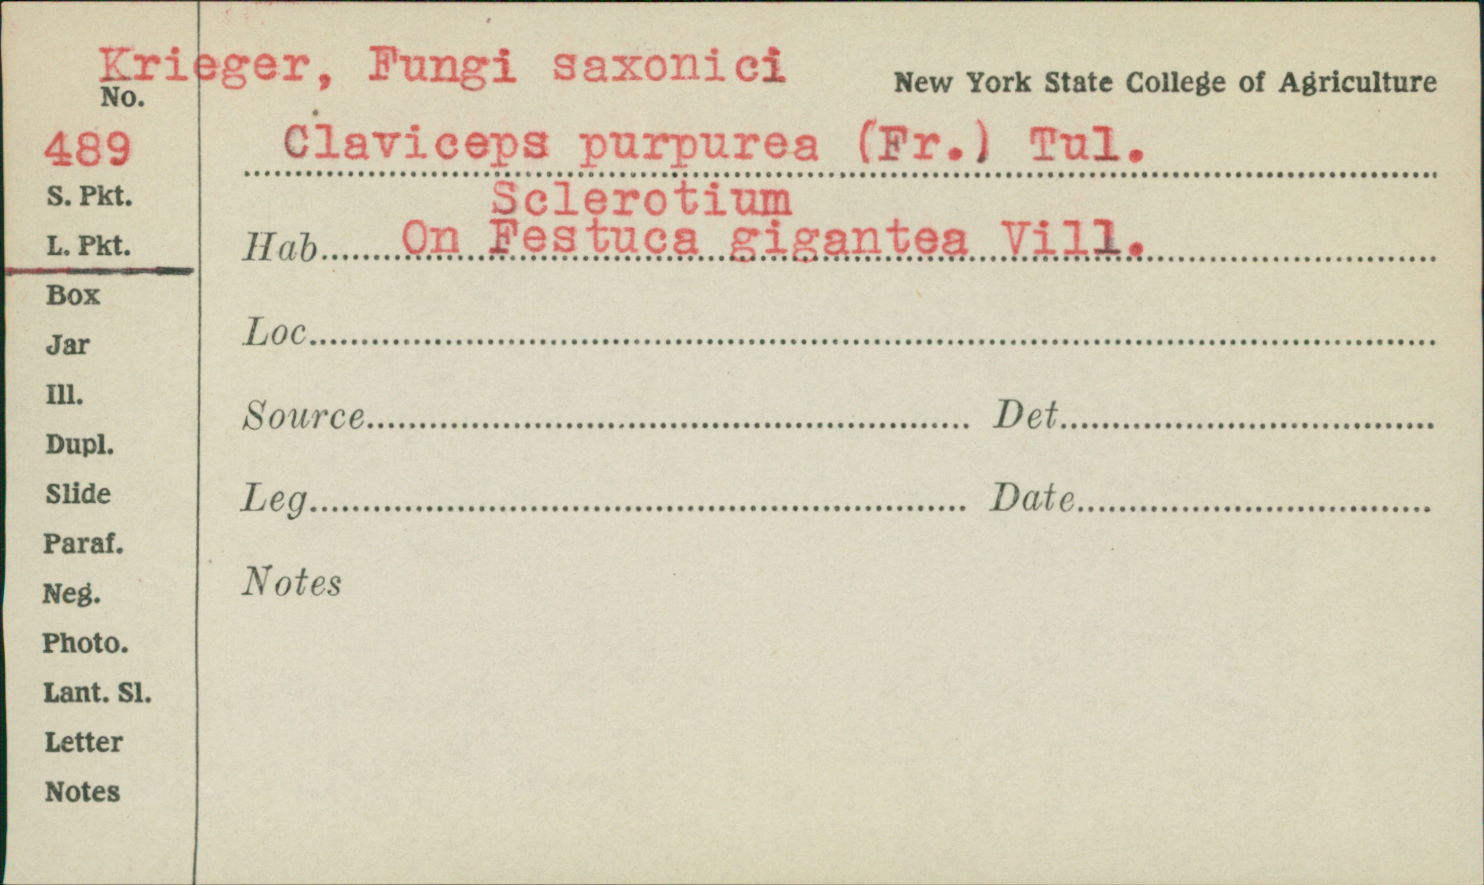 Krieger, Fungi saxonici
New York State College of Agriculture
No.
489
Claviceps purpurea (Fr.) Tul.
Sclerotium
Hab. On Festuca gigantea Vill.
Loc.
Source Det.
Leg. Date
Notes
S. Pkt.
L. Pkt.
Box
Jar
Ill.
Dupl.
Slide
Paraf.
Neg.
Photo.
Lant. Sl.
Letter
Notes